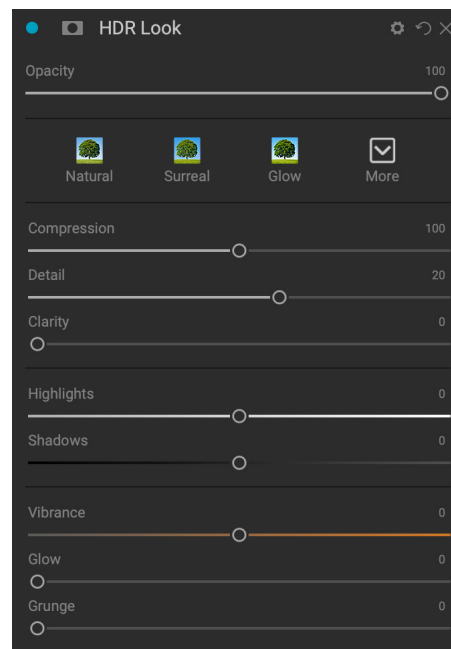 HDR Look
Opacity 100
Natural Surreal Glow More
Compression 100
Detail 20
Clarity 0
Highlights 0
Shadows 0
Vibrance 0
Glow 0
Grunge 0